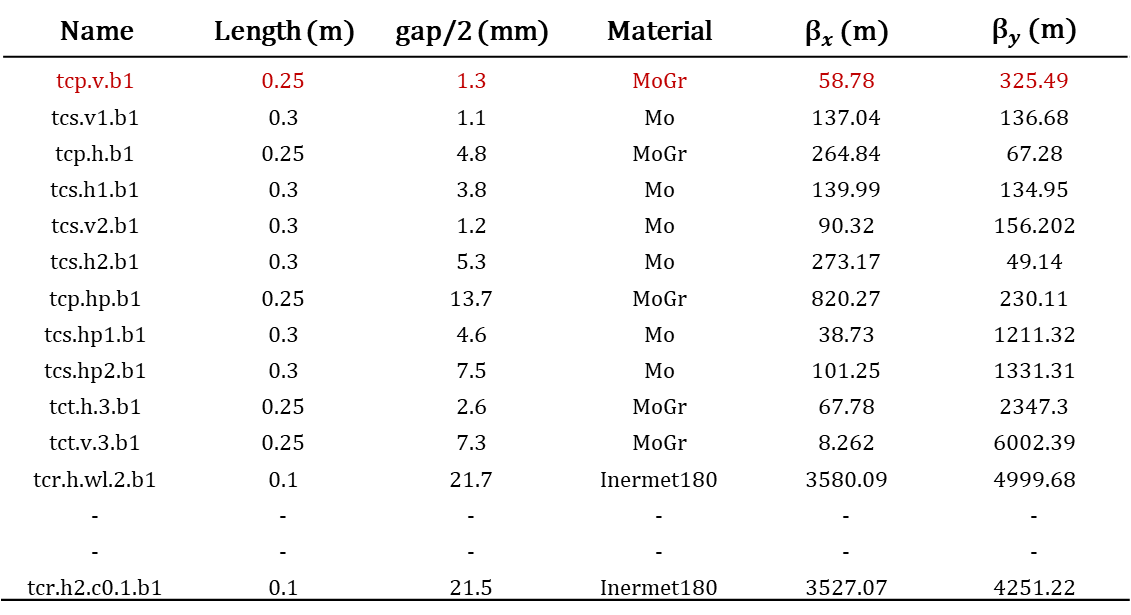 Name Length (m) gap/2 (mm) Material βx (m) βy (m)
tcp.v.b1 0.25 1.3 MoGr 58.78 325.49
tcs.v1.b1 0.3 1.1 Mo 137.04 136.68
tcp.h.b1 0.25 4.8 MoGr 264.84 67.28
tcs.h1.b1 0.3 3.8 Mo 139.99 134.95
tcs.v2.b1 0.3 1.2 Mo 90.32 156.202
tcs.h2.b1 0.3 5.3 Mo 273.17 49.14
tcp.hp.b1 0.25 13.7 MoGr 820.27 230.11
tcs.hp1.b1 0.3 4.6 Mo 38.73 1211.32
tcs.hp2.b1 0.3 7.5 Mo 101.25 1331.31
tct.h.3.b1 0.25 2.6 MoGr 67.78 2347.3
tct.v.3.b1 0.25 7.3 MoGr 8.262 6002.39
tcr.h.wl.2.b1 0.1 21.7 Inermet180 3580.09 4999.68
- - - - - -
- - - - - -
tcr.h2.c0.1.b1 0.1 21.5 Inermet180 3527.07 4251.22